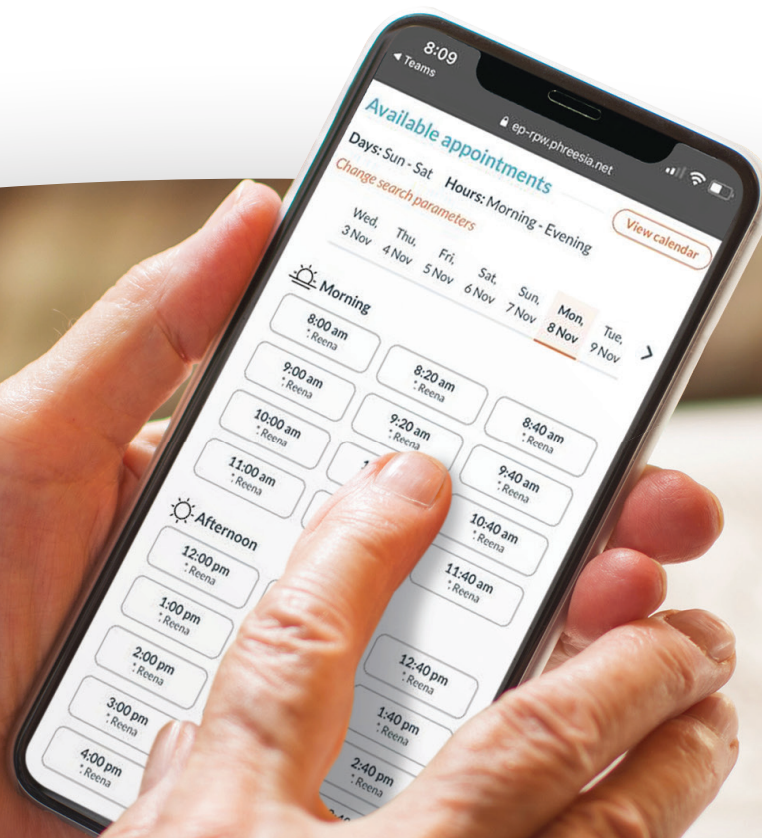 8:09
◀ Teams
ep-rpw.phreesia.net
Available appointments
Days: Sun - Sat Hours: Morning - Evening
Change search parameters
View calendar
Wed, Thu, Fri, Sat, Sun, Mon, Tue,
3 Nov 4 Nov 5 Nov 6 Nov 7 Nov 8 Nov 9 Nov
Morning
8:00 am 8:20 am 8:40 am
: Reena : Reena : Reena
9:00 am 9:20 am 9:40 am
: Reena : Reena : Reena
10:00 am 10:40 am
: Reena : Reena
11:00 am 11:40 am
: Reena : Reena
Afternoon
12:00 pm 12:40 pm
: Reena : Reena
1:00 pm 1:40 pm
: Reena : Reena
2:00 pm 2:40 pm
: Reena : Reena
3:00 pm
: Reena
4:00 pm
: Reena